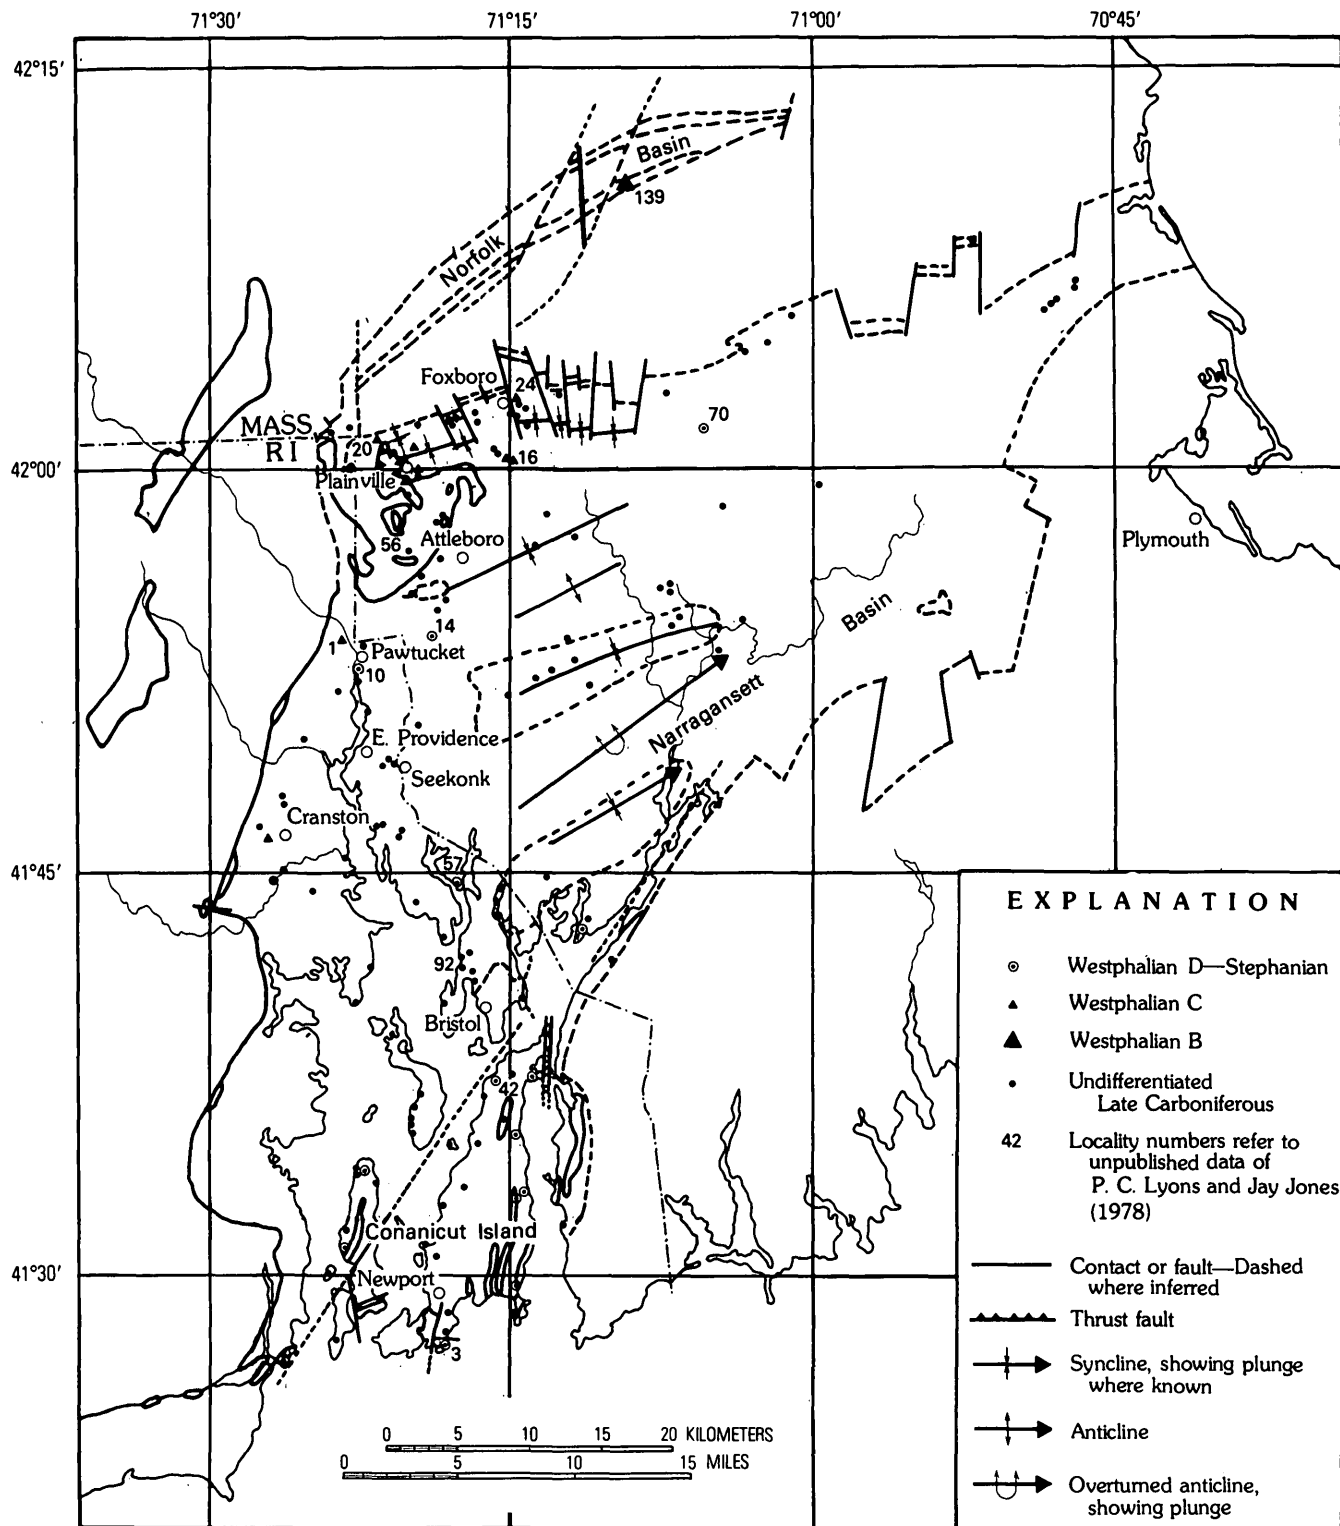 71°30′ 71°15′ 71°00′ 70°45′
42°15′
Basin
139
Norfolk
Foxboro
24
MASS
70
R I
20
16
42°00′
Plainville
56
Attleboro
Plymouth
Basin
14
1
Pawtucket
10
Narragansett
E. Providence
Seekonk
Cranston
57
41°45′
92
Bristol
42
Conanicut Island
41°30′
Newport
3
0 5 10 15 20 KILOMETERS
0 5 10 15 MILES
EXPLANATION
Westphalian D—Stephanian
Westphalian C
Westphalian B
Undifferentiated
Late Carboniferous
42 Locality numbers refer to
unpublished data of
P. C. Lyons and Jay Jones
(1978)
Contact or fault—Dashed
where inferred
Thrust fault
Syncline, showing plunge
where known
Anticline
Overturned anticline,
showing plunge